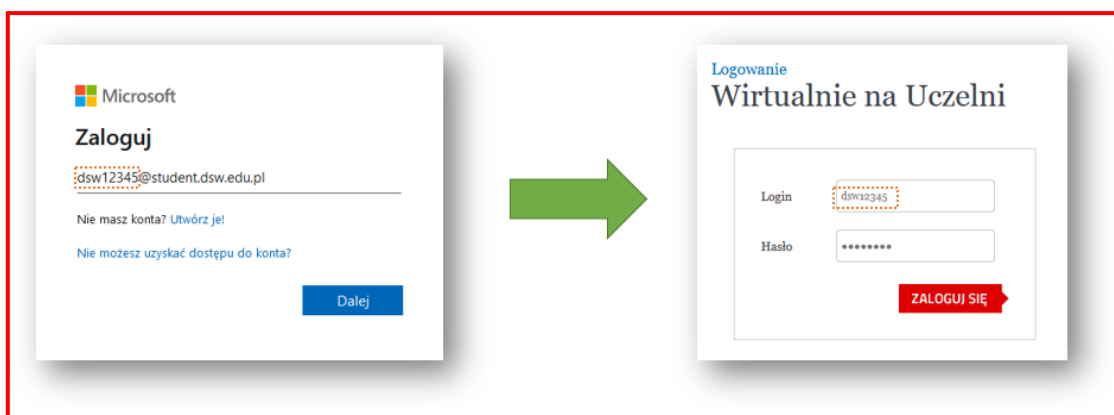 Microsoft
Zaloguj
dsw12345@student.dsw.edu.pl
Nie masz konta? Utwórz je!
Nie możesz uzyskać dostępu do konta?
Dalej
Logowanie
Wirtualnie na Uczelni
Login dsw12345
Hasło ••••••••
ZALOGUJ SIĘ